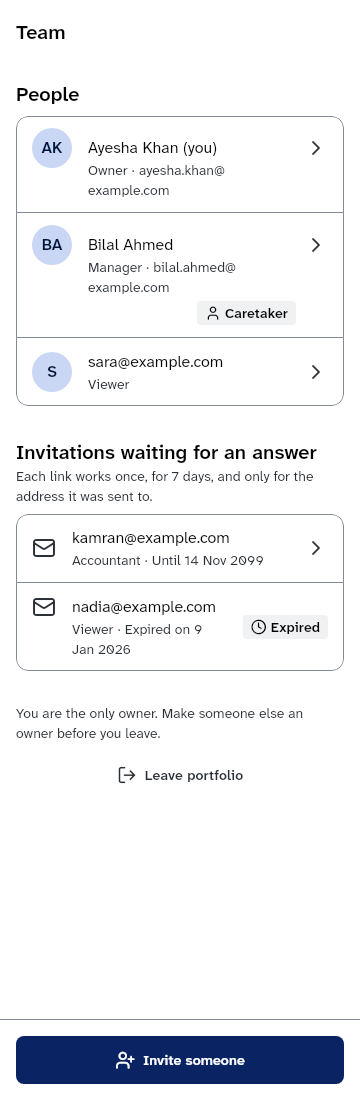 Team
People
AK
Ayesha Khan (you)
Owner · ayesha.khan@
example.com
BA
Bilal Ahmed
Manager · bilal.ahmed@
example.com
Caretaker
S
sara@example.com
Viewer
Invitations waiting for an answer
Each link works once, for 7 days, and only for the
address it was sent to.
kamran@example.com
Accountant · Until 14 Nov 2099
nadia@example.com
Viewer · Expired on 9
Jan 2026
Expired
You are the only owner. Make someone else an
owner before you leave.
Leave portfolio
Invite someone